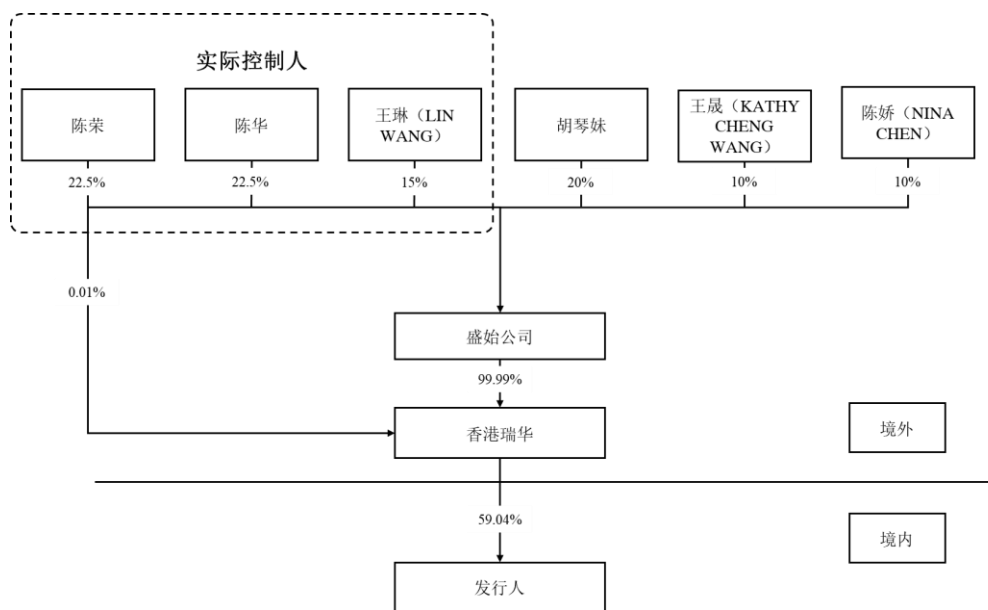 实际控制人
陈荣
陈华
王琳（LIN
WANG）
胡琴妹
王晟（KATHY
CHENG
WANG）
陈娇（NINA
CHEN）
22.5%
22.5%
15%
20%
10%
10%
0.01%
盛始公司
99.99%
香港瑞华
境外
59.04%
境内
发行人